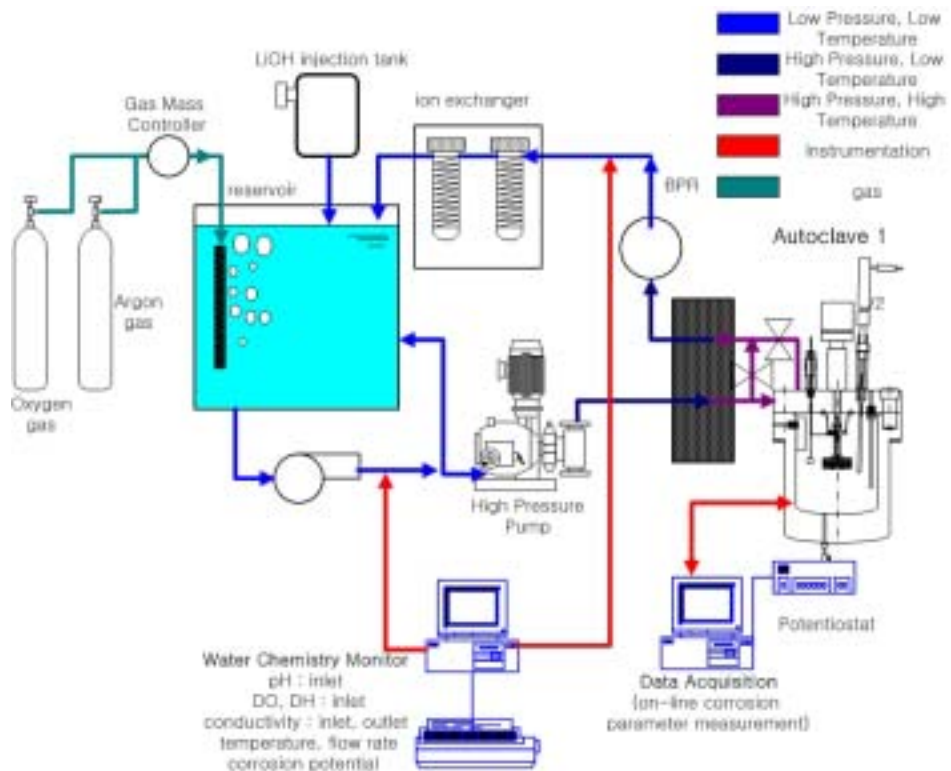 Low Pressure, Low
Temperature
High Pressure, Low
Temperature
High Pressure, High
Temperature
Instrumentation
gas
LiOH injection tank
Gas Mass
Controller
ion exchanger
reservoir
BPR
Autoclave 1
Argon
gas
Oxygen
gas
High Pressure
Pump
Potentiostat
Water Chemistry Monitor
pH : inlet
DO, DH : inlet
conductivity : inlet, outlet
temperature, flow rate
corrosion potential
Data Acquisition
(on-line corrosion
parameter measurement)